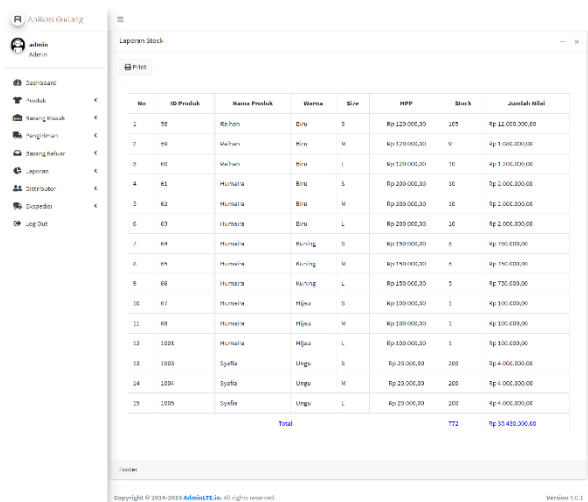 Aplikasi Gudang
admin
Admin
Dashboard
Produk
Barang Masuk
Pengiriman
Barang Keluar
Laporan
Distributor
Ekspedisi
Log Out
Laporan Stock
Print
No ID Produk Nama Produk Warna Size HPP Stock Jumlah Nilai
1 58 Raihan Biru S Rp 120.000,00 Rp 12.600.000,00
2 59 Raihan Biru M Rp 120.000,00 9 Rp 1.080.000,00
3 60 Raihan Biru L Rp 120.000,00 10 Rp 1.200.000,00
4 61 Humaira Biru S Rp 200.000,00 10 Rp 2.000.000,00
5 62 Humaira Biru M Rp 200.000,00 10 Rp 2.000.000,00
6 63 Humaira Biru L Rp 200.000,00 10 Rp 2.000.000,00
7 64 Humaira Kuning S Rp 150.000,00 5 Rp 750.000,00
8 65 Humaira Kuning M Rp 150.000,00 5 Rp 750.000,00
9 66 Humaira Kuning L Rp 150.000,00 5 Rp 750.000,00
10 67 Humaira Hijau S Rp 100.000,00 1 Rp 100.000,00
11 68 Humaira Hijau M Rp 100.000,00 1 Rp 100.000,00
12 Humaira Hijau L Rp 100.000,00 1 Rp 100.000,00
13 1003 Syafia Ungu S Rp 20.000,00 200 Rp 4.000.000,00
14 1004 Syafia Ungu M Rp 20.000,00 200 Rp 4.000.000,00
15 1005 Syafia Ungu L Rp 20.000,00 200 Rp 4.000.000,00
Total 772 Rp 35.430.000,00
Footer
Copyright © 2014-2019 AdminLTE.io. All rights reserved.
Version 3.0.1